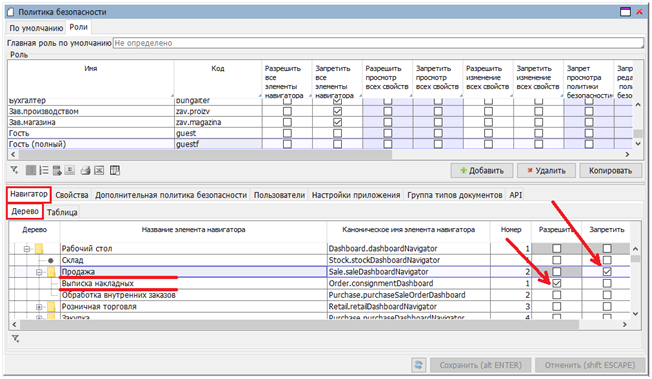 Политика безопасности
По умолчанию Роли
Главная роль по умолчанию Не определено
Роль
Имя Код Разрешить все элементы навигатора Запретить все элементы навигатора Разрешить просмотр всех свойств Запретить просмотр всех свойств Разрешить изменение всех свойств Запретить изменение всех свойств Запрет просмотра политики безопасности
Бухгалтер bungalter
Зав.производством zav.proizv
Зав.магазина zav.magazina
Гость guest
Гость (полный) guestf
Добавить Удалить Копировать
Навигатор Свойства Дополнительная политика безопасности Пользователи Настройки приложения Группа типов документов API
Дерево Таблица
Дерево Название элемента навигатора Каноническое имя элемента навигатора Номер Разрешить Запретить
Рабочий стол Dashboard.dashboardNavigator 1
Склад Stock.stockDashboardNavigator 1
Продажа Sale.saleDashboardNavigator 2
Выписка накладных Order.consignmentDashboard 1
Обработка внутренних заказов Purchase.purchaseSaleOrderDashboard 2
Розничная торговля Retail.retailDashboardNavigator 3
Закупка Purchase.purchaseDashboardNavigator 4
Сохранить (alt ENTER) Отменить (shift ESCAPE)